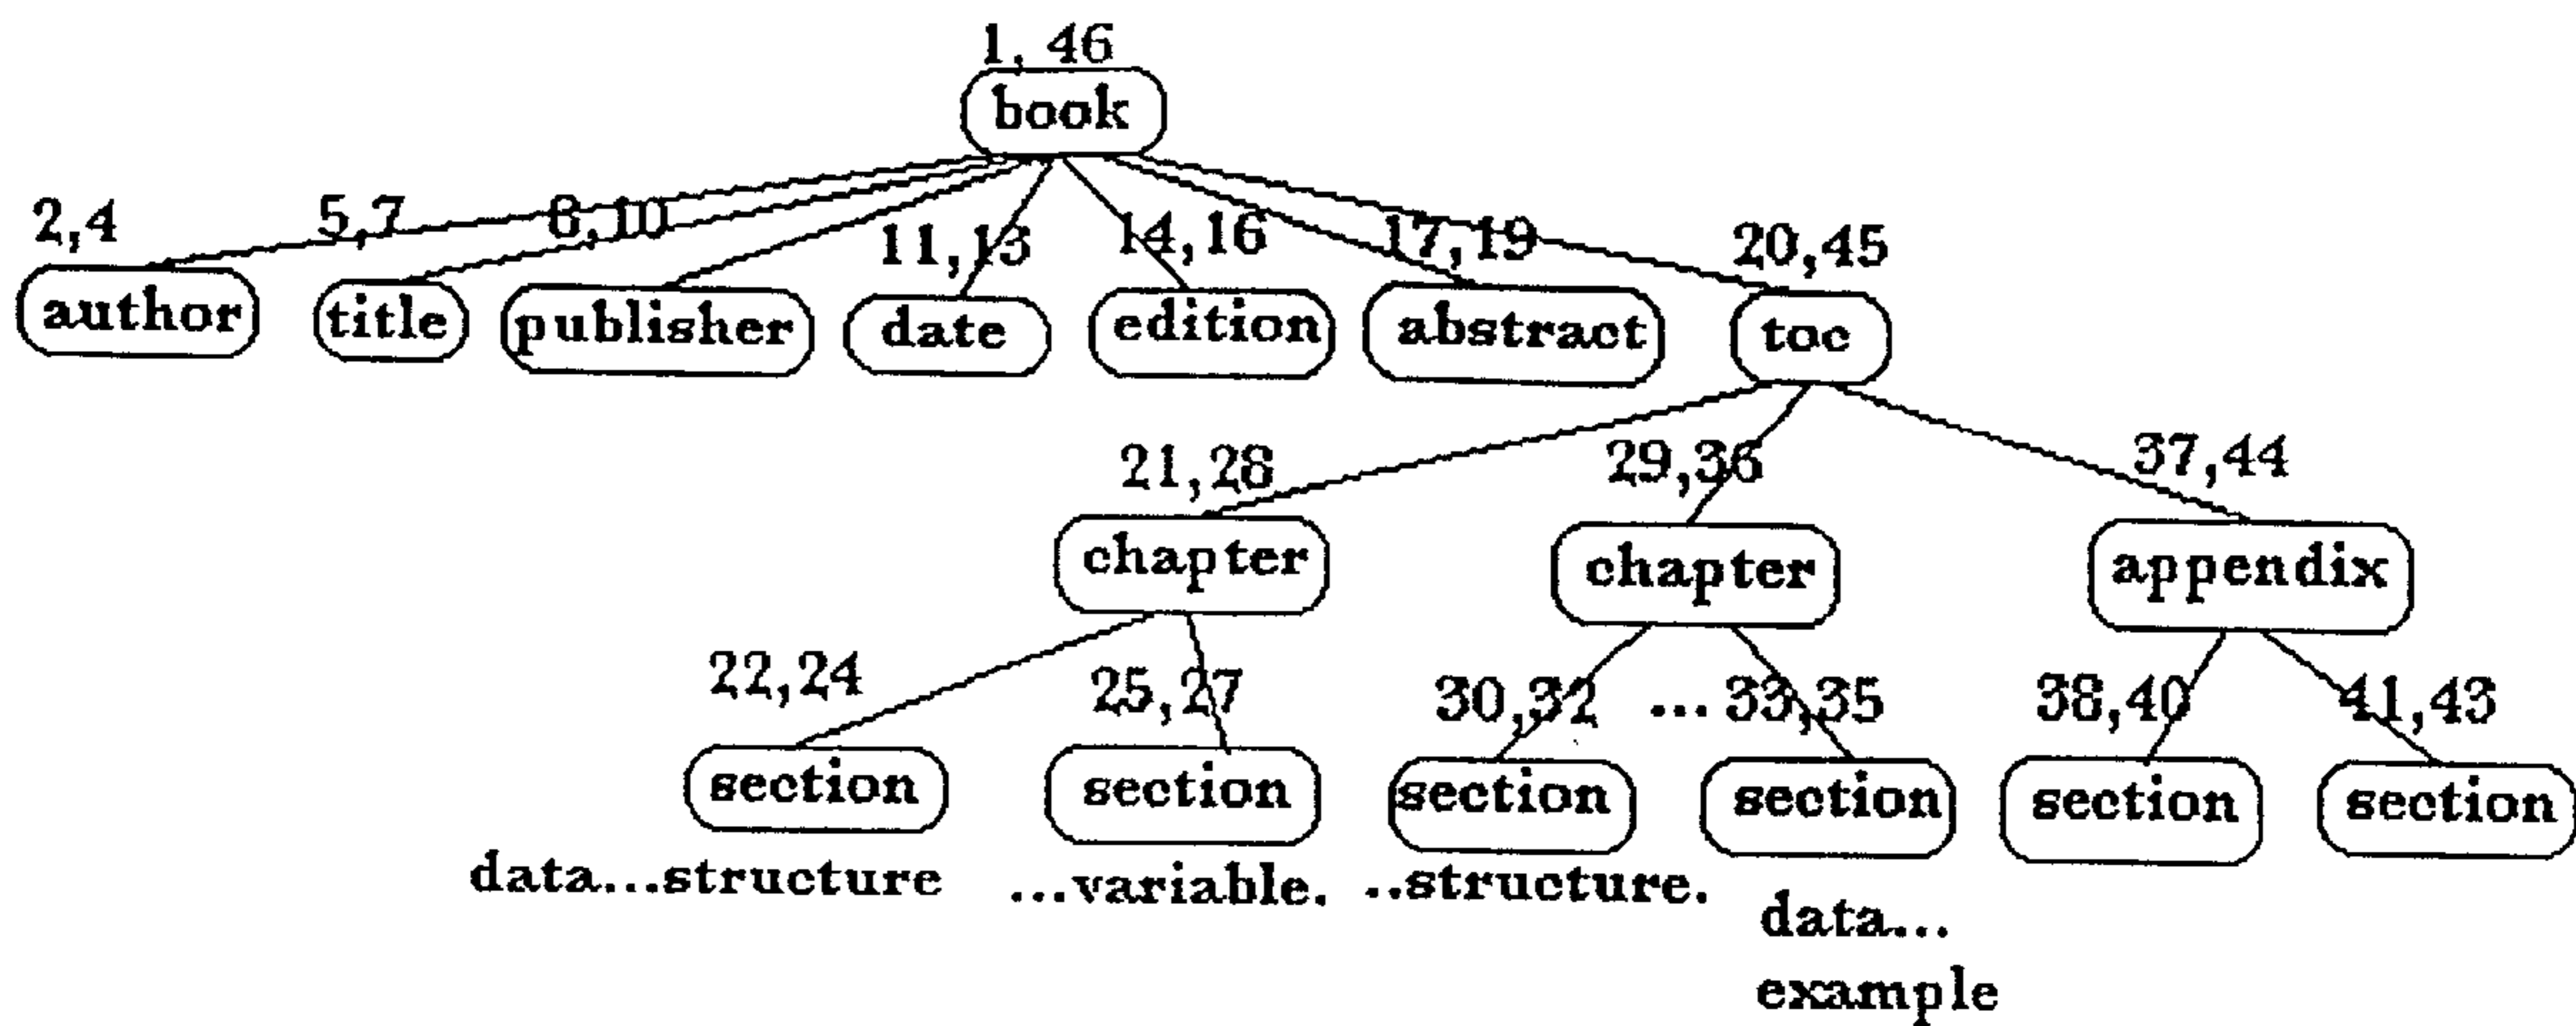 1, 46
book
2,4 5,7 8,10 11,13 14,16 17,19 20,45
author title publisher date edition abstract toc
21,28 29,36 37,44
chapter chapter appendix
22,24 25,27 30,32 ... 33,35 38,40 41,43
section section section section section section
data...structure ...variable. ..structure. data...
example